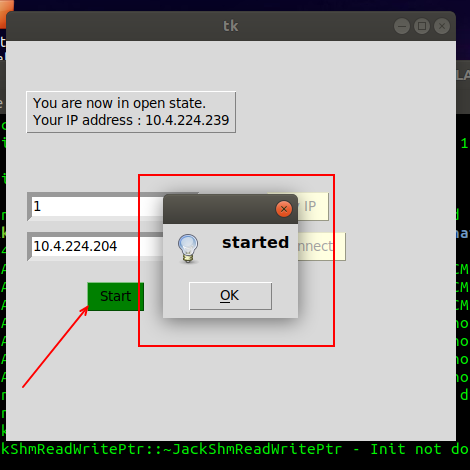 tk
You are now in open state.
Your IP address : 10.4.224.239
1
IP
10.4.224.204
nnect
started
OK
Start
kShmReadWritePtr::~JackShmReadWritePtr - Init not do